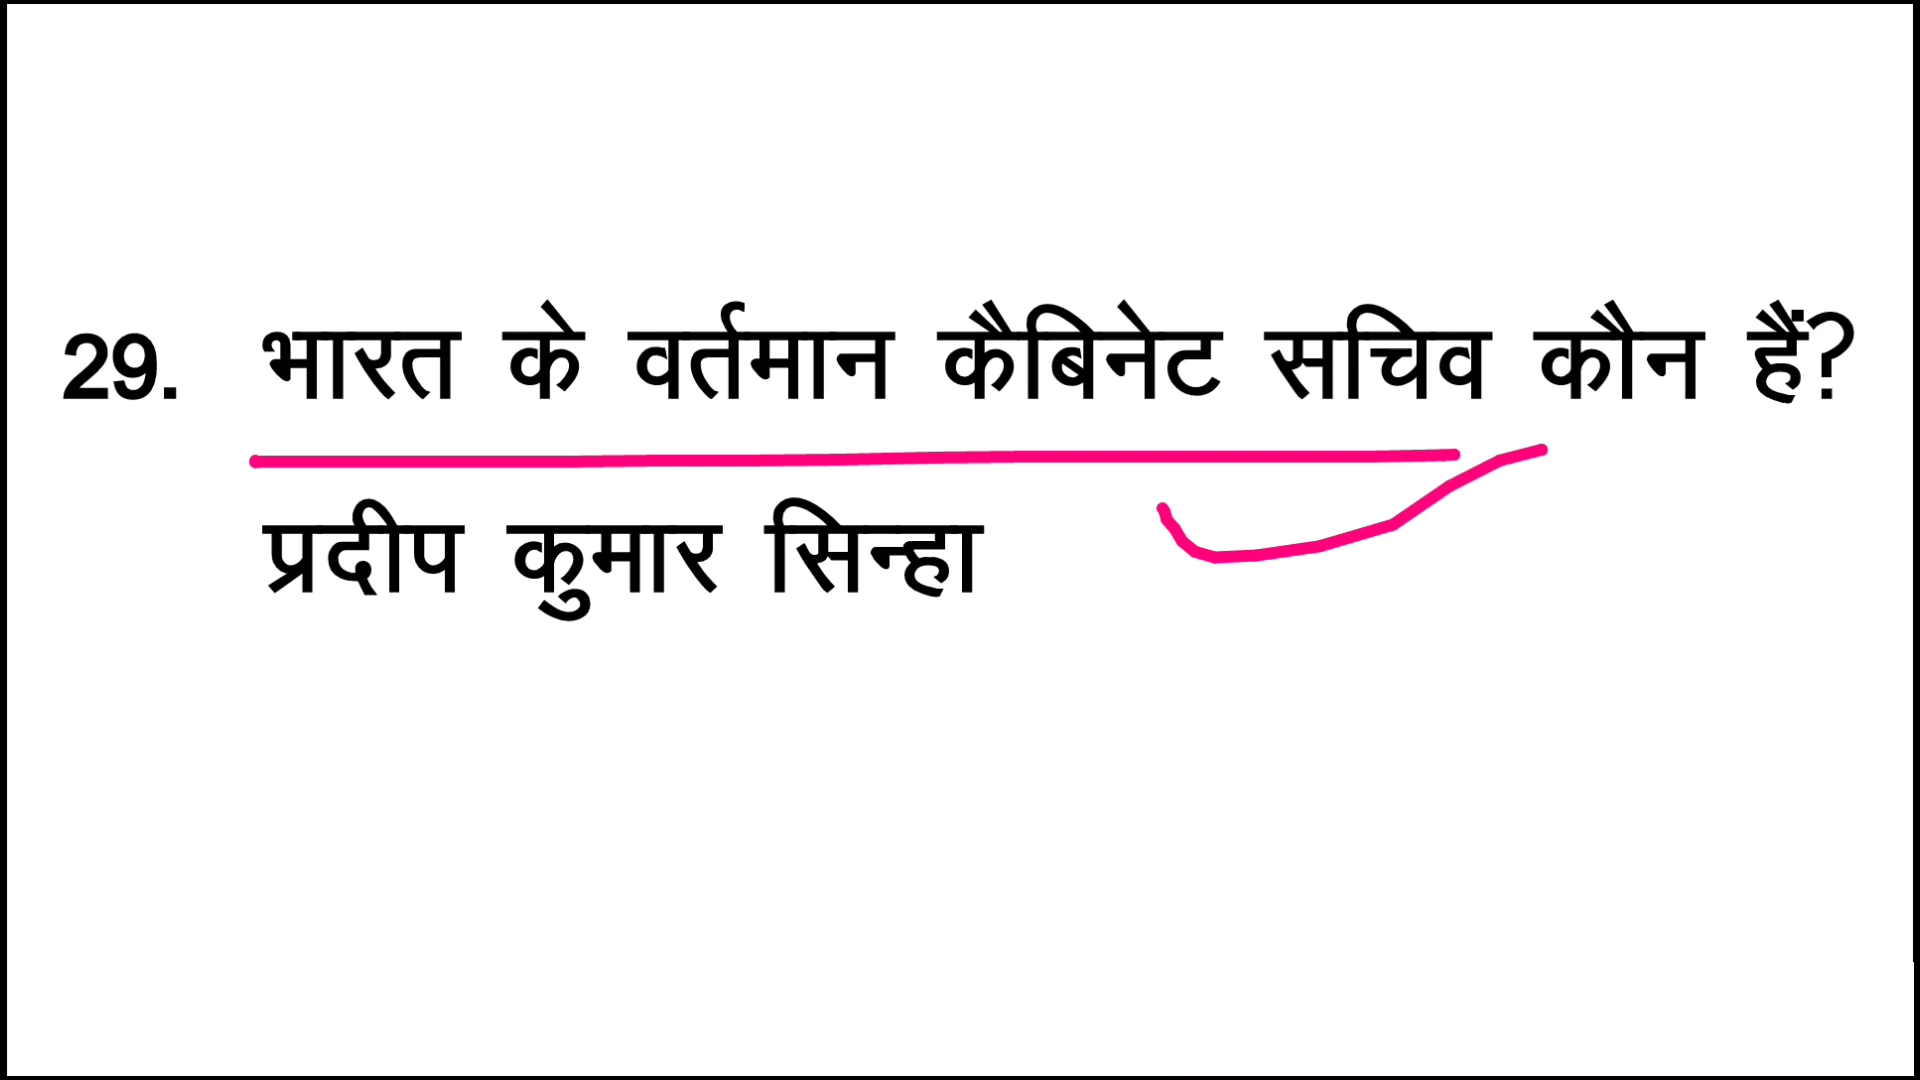 29. भारत के वर्तमान कैबिनेट सचिव कौन हैं?
प्रदीप कुमार सिन्हा